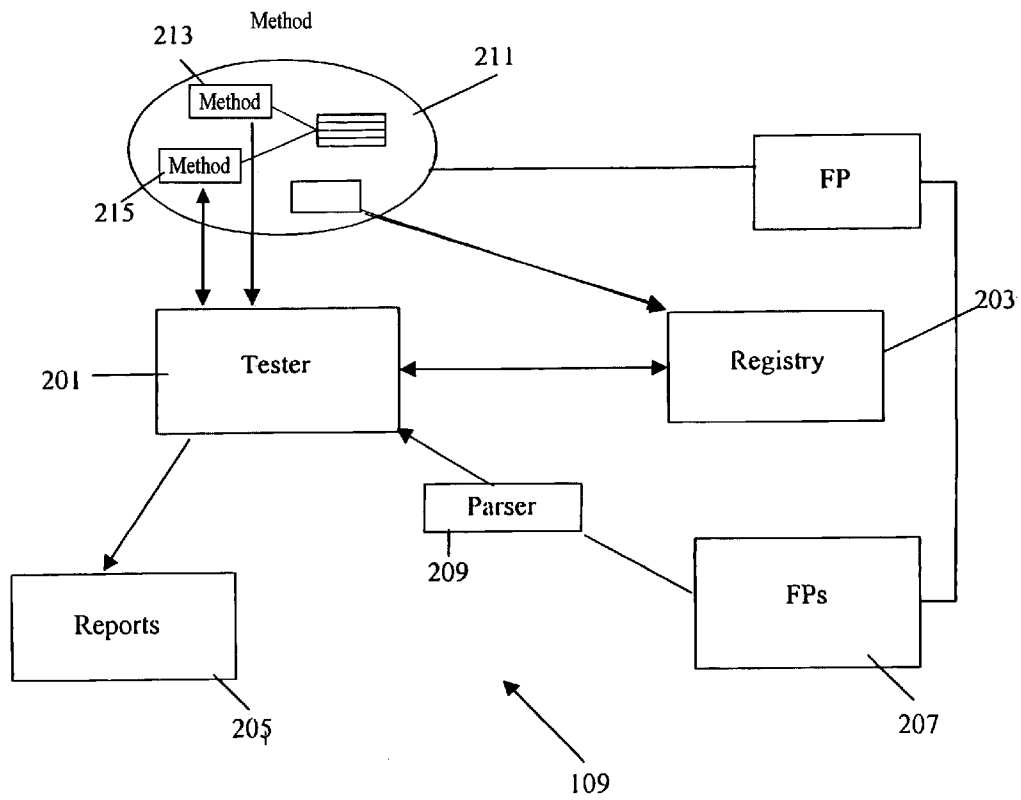 Method
213
211
Method
Method
FP
215
203
Tester
Registry
201
Parser
209
FPs
Reports
205
207
109